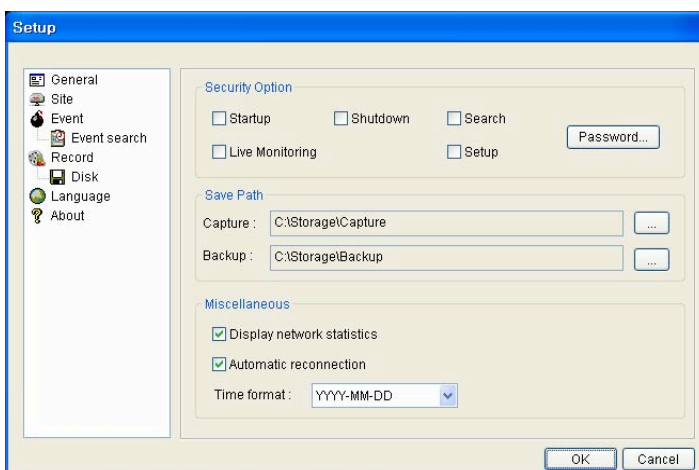 Setup
General
Site
Event
Event search
Record
Disk
Language
About
Security Option
Startup
Shutdown
Search
Live Monitoring
Setup
Password...
Save Path
Capture :
C:\Storage\Capture
...
Backup :
C:\Storage\Backup
...
Miscellaneous
Display network statistics
Automatic reconnection
Time format :
YYYY-MM-DD
OK
Cancel